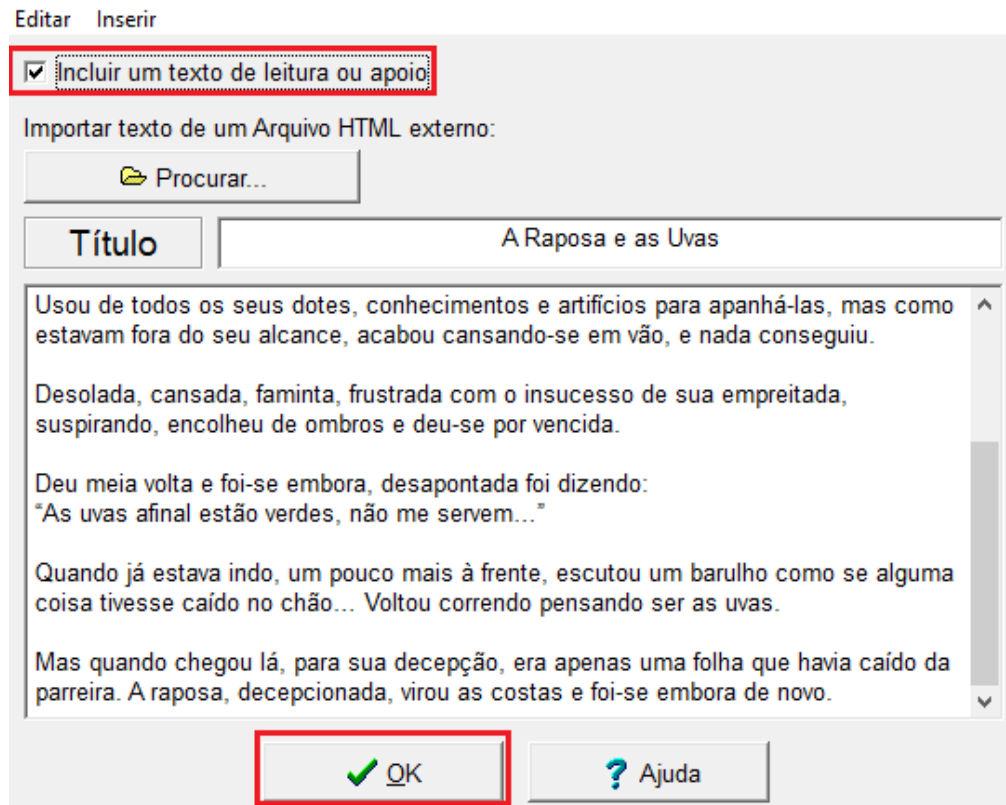 Editar Inserir
Incluir um texto de leitura ou apoio
Importar texto de um Arquivo HTML externo:
Procurar...
Título A Raposa e as Uvas
Usou de todos os seus dotes, conhecimentos e artifícios para apanhá-las, mas como
estavam fora do seu alcance, acabou cansando-se em vão, e nada conseguiu.
Desolada, cansada, faminta, frustrada com o insucesso de sua empreitada,
suspirando, encolheu de ombros e deu-se por vencida.
Deu meia volta e foi-se embora, desapontada foi dizendo:
“As uvas afinal estão verdes, não me servem...”
Quando já estava indo, um pouco mais à frente, escutou um barulho como se alguma
coisa tivesse caído no chão... Voltou correndo pensando ser as uvas.
Mas quando chegou lá, para sua decepção, era apenas uma folha que havia caído da
parreira. A raposa, decepcionada, virou as costas e foi-se embora de novo.
OK ? Ajuda